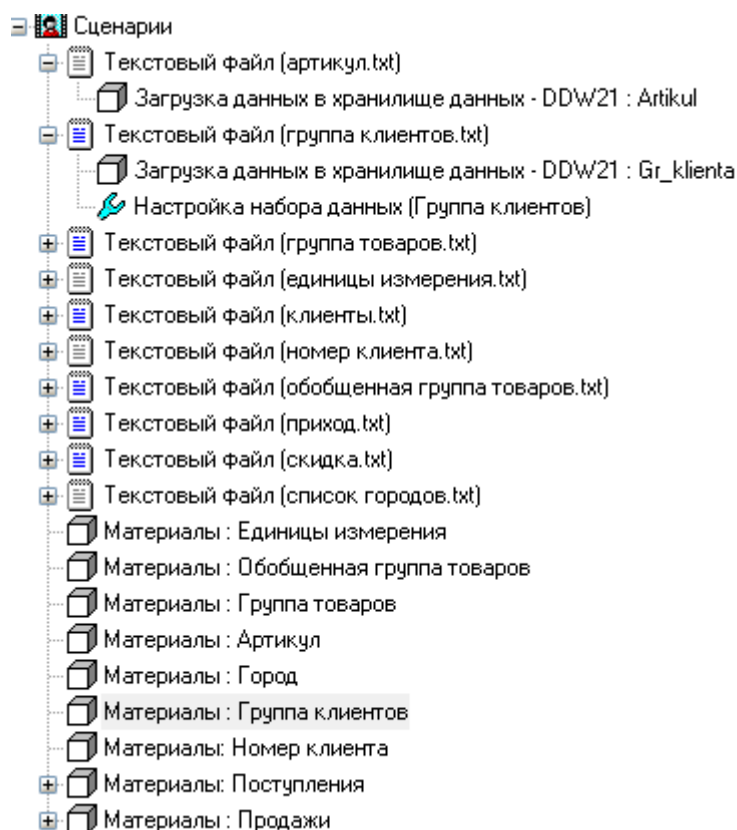 Сценарии
Текстовый файл (артикул.txt)
Загрузка данных в хранилище данных - DDW21 : Artikul
Текстовый файл (группа клиентов.txt)
Загрузка данных в хранилище данных - DDW21 : Gr_klienta
Настройка набора данных (Группа клиентов)
Текстовый файл (группа товаров.txt)
Текстовый файл (единицы измерения.txt)
Текстовый файл (клиенты.txt)
Текстовый файл (номер клиента.txt)
Текстовый файл (обобщенная группа товаров.txt)
Текстовый файл (приход.txt)
Текстовый файл (скидка.txt)
Текстовый файл (список городов.txt)
Материалы : Единицы измерения
Материалы : Обобщенная группа товаров
Материалы : Группа товаров
Материалы : Артикул
Материалы : Город
Материалы : Группа клиентов
Материалы: Номер клиента
Материалы: Поступления
Материалы : Продажи